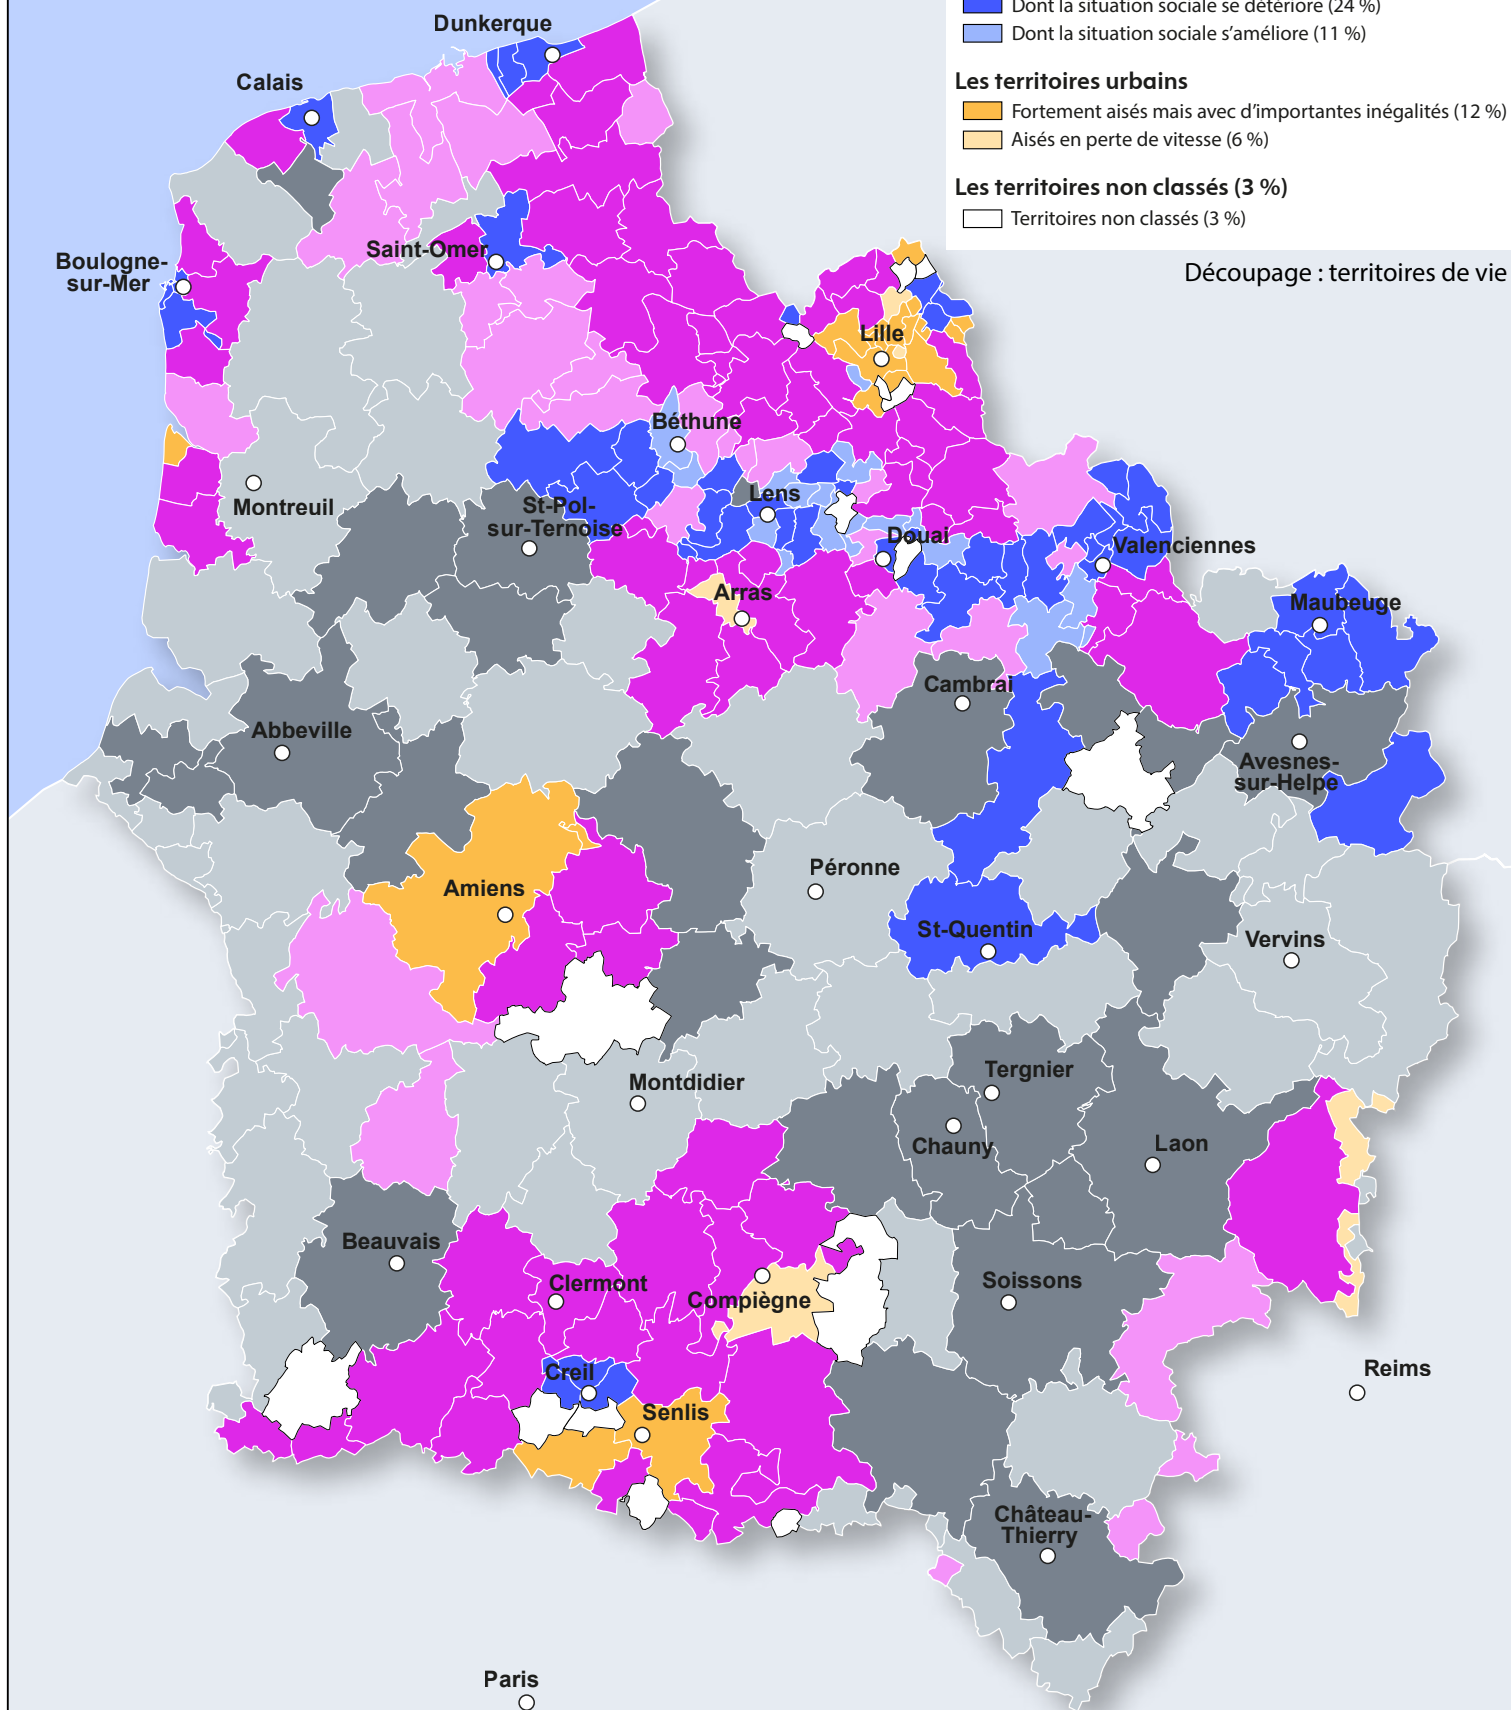 Dont la situation sociale se détériore (24 %)
Dont la situation sociale s'améliore (11 %)
Les territoires urbains
Fortement aisés mais avec d'importantes inégalités (12 %)
Aisés en perte de vitesse (6 %)
Les territoires non classés (3 %)
Territoires non classés (3 %)
Découpage : territoires de vie
Dunkerque
Calais
Saint-Omer
Boulogne-
sur-Mer
Lille
Béthune
Montreuil
St-Pol-
sur-Ternoise
Lens
Douai
Valenciennes
Arras
Maubeuge
Cambrai
Abbeville
Avesnes-
sur-Helpe
Péronne
Amiens
St-Quentin
Vervins
Montdidier
Tergnier
Chauny
Laon
Beauvais
Clermont
Compiègne
Soissons
Creil
Senlis
Reims
Château-
Thierry
Paris